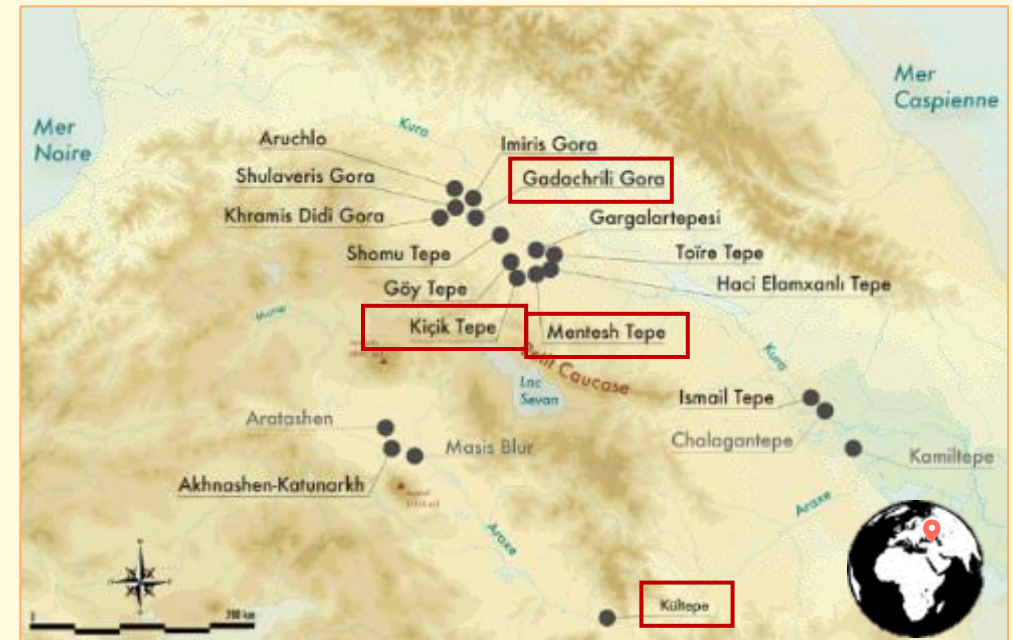 Mer
Caspienne
Mer
Noire
Kura
Aruchlo
Imiris Gora
Shulaveris Gora
Gadachrili Gora
Khramis Didi Gora
Gargalartepesi
Shomu Tepe
Toïre Tepe
Göy Tepe
Haci Elamxanlı Tepe
Kiçik Tepe
Mentesh Tepe
Kura
Petit Caucase
Lac
Sevan
Ismail Tepe
Aratashen
Chalagantepe
Masis Blur
Kamiltepe
Akhnashen-Katunarkh
Araxe
Araxe
Kültepe
200 km